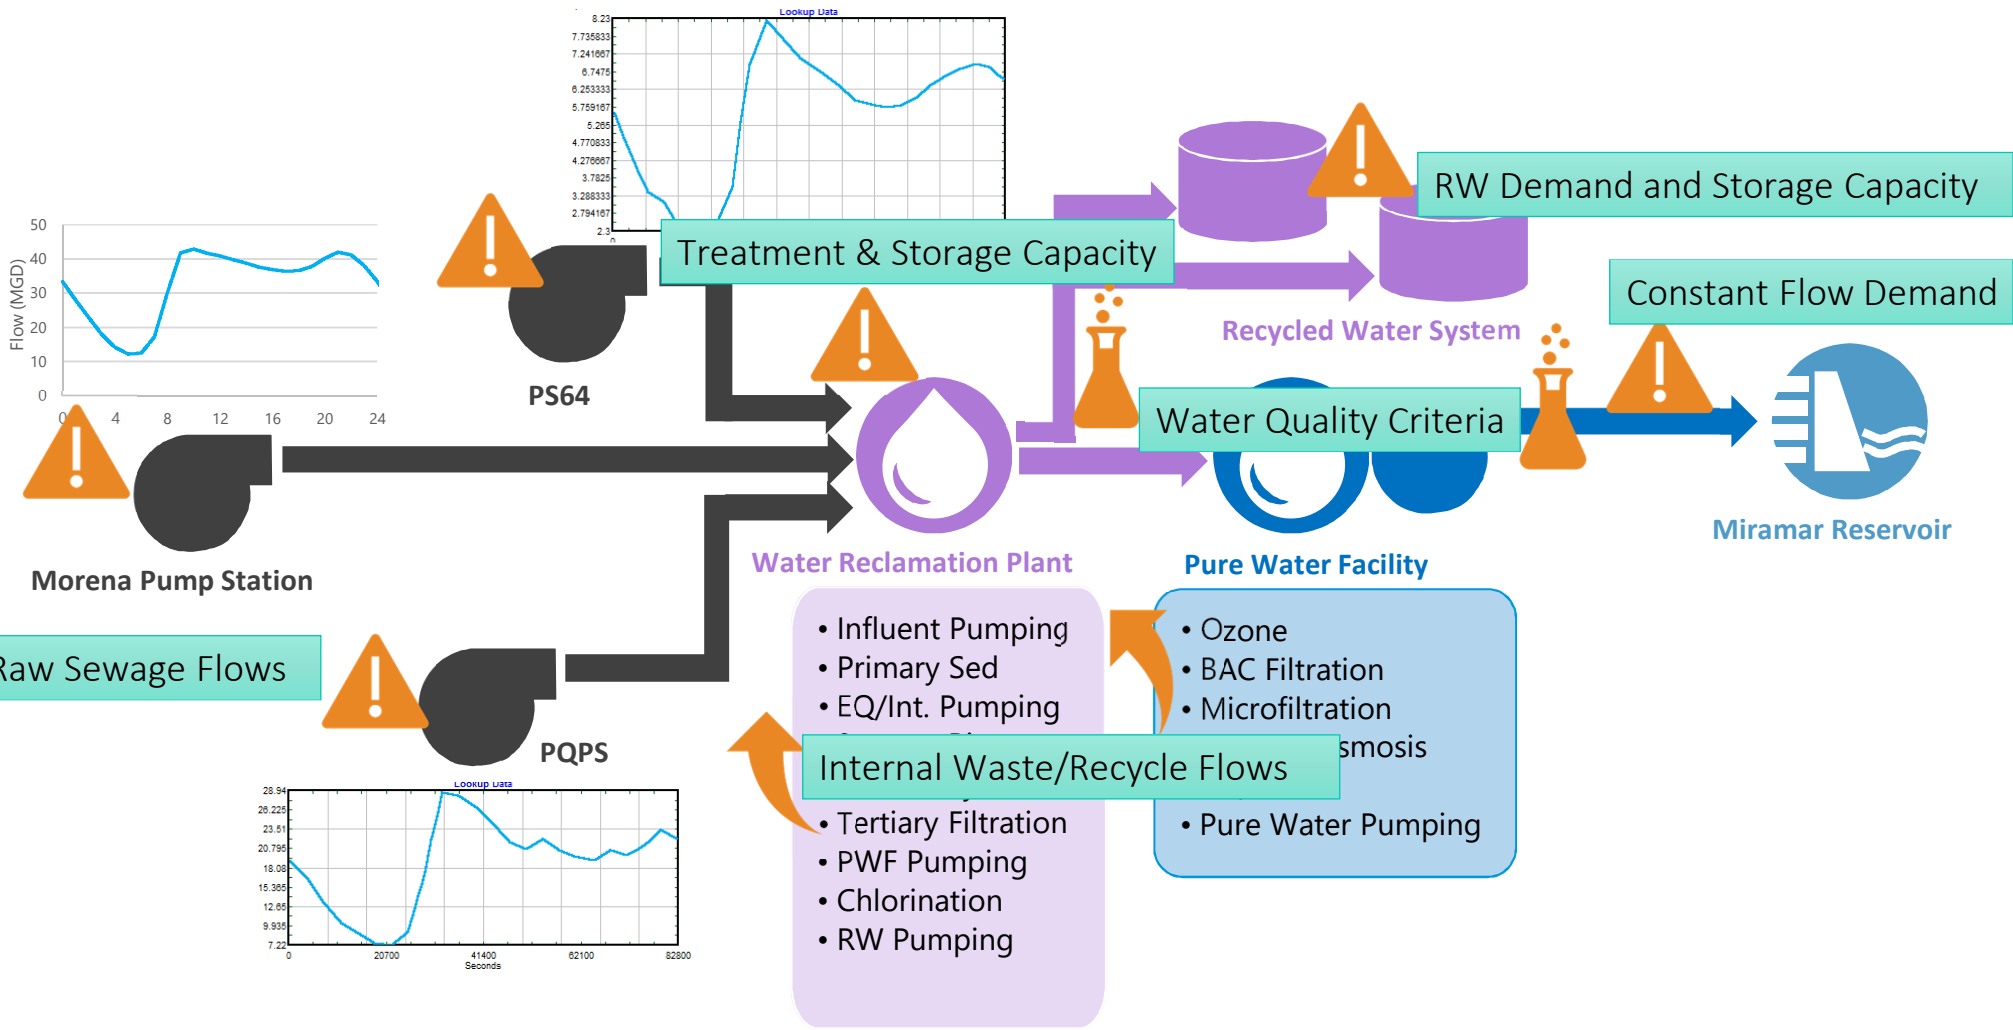 Lookup Data
8.23
7.735833
7.241667
6.7475
6.253333
5.759167
5.265
4.770833
4.276667
3.7825
3.288333
2.794167
2.3
0
50
40
30
20
10
0
Flow (MGD)
0 4 8 12 16 20 24
Treatment & Storage Capacity
RW Demand and Storage Capacity
Constant Flow Demand
Recycled Water System
PS64
Water Quality Criteria
Miramar Reservoir
Morena Pump Station
Water Reclamation Plant
Pure Water Facility
Raw Sewage Flows
PQPS
• Influent Pumping
• Primary Sed
• EQ/Int. Pumping
Internal Waste/Recycle Flows
• Tertiary Filtration
• PWF Pumping
• Chlorination
• RW Pumping
• Ozone
• BAC Filtration
• Microfiltration
smosis
• Pure Water Pumping
Lookup Data
28.94
26.225
23.51
20.795
18.08
15.365
12.65
9.935
7.22
0 20700 41400 62100 82800
Seconds